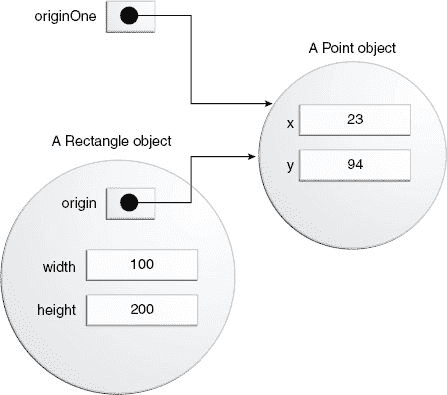 originOne
A Point object
x 23
y 94
A Rectangle object
origin
width 100
height 200